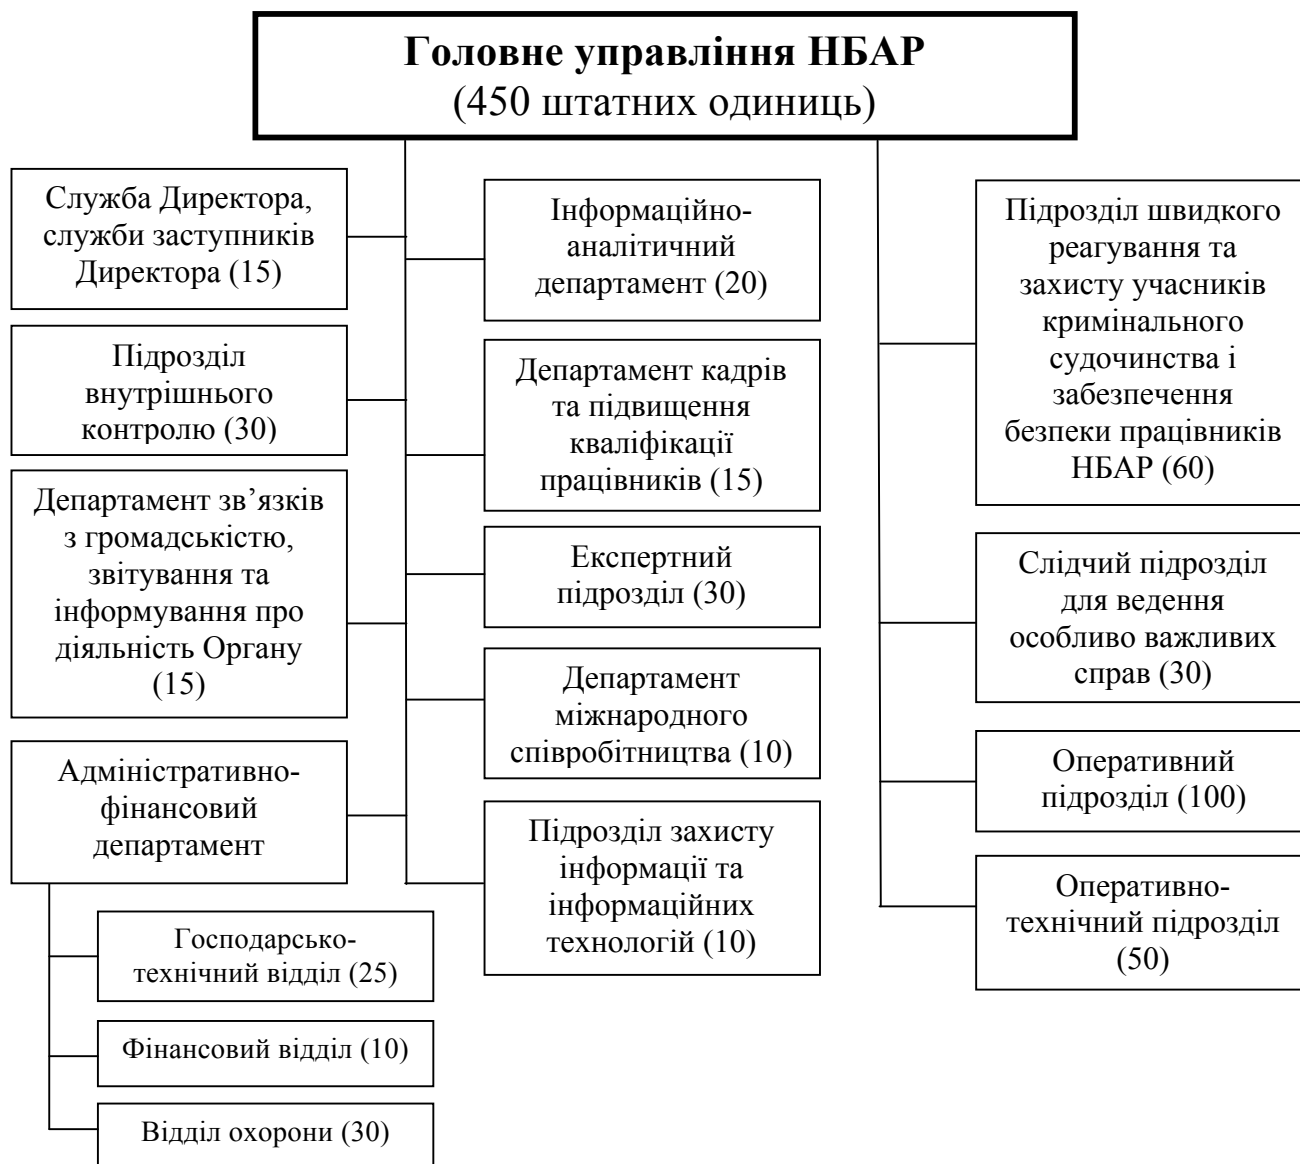 Головне управління НБАР
(450 штатних одиниць)
Служба Директора,
служби заступників
Директора (15)
Підрозділ
внутрішнього
контролю (30)
Департамент зв’язків
з громадськістю,
звітування та
інформування про
діяльність Органу
(15)
Адміністративно-
фінансовий
департамент
Господарсько-
технічний відділ (25)
Фінансовий відділ (10)
Відділ охорони (30)
Інформаційно-
аналітичний
департамент (20)
Департамент кадрів
та підвищення
кваліфікації
працівників (15)
Експертний
підрозділ (30)
Департамент
міжнародного
співробітництва (10)
Підрозділ захисту
інформації та
інформаційних
технологій (10)
Підрозділ швидкого
реагування та
захисту учасників
кримінального
судочинства і
забезпечення
безпеки працівників
НБАР (60)
Слідчий підрозділ
для ведення
особливо важливих
справ (30)
Оперативний
підрозділ (100)
Оперативно-
технічний підрозділ
(50)